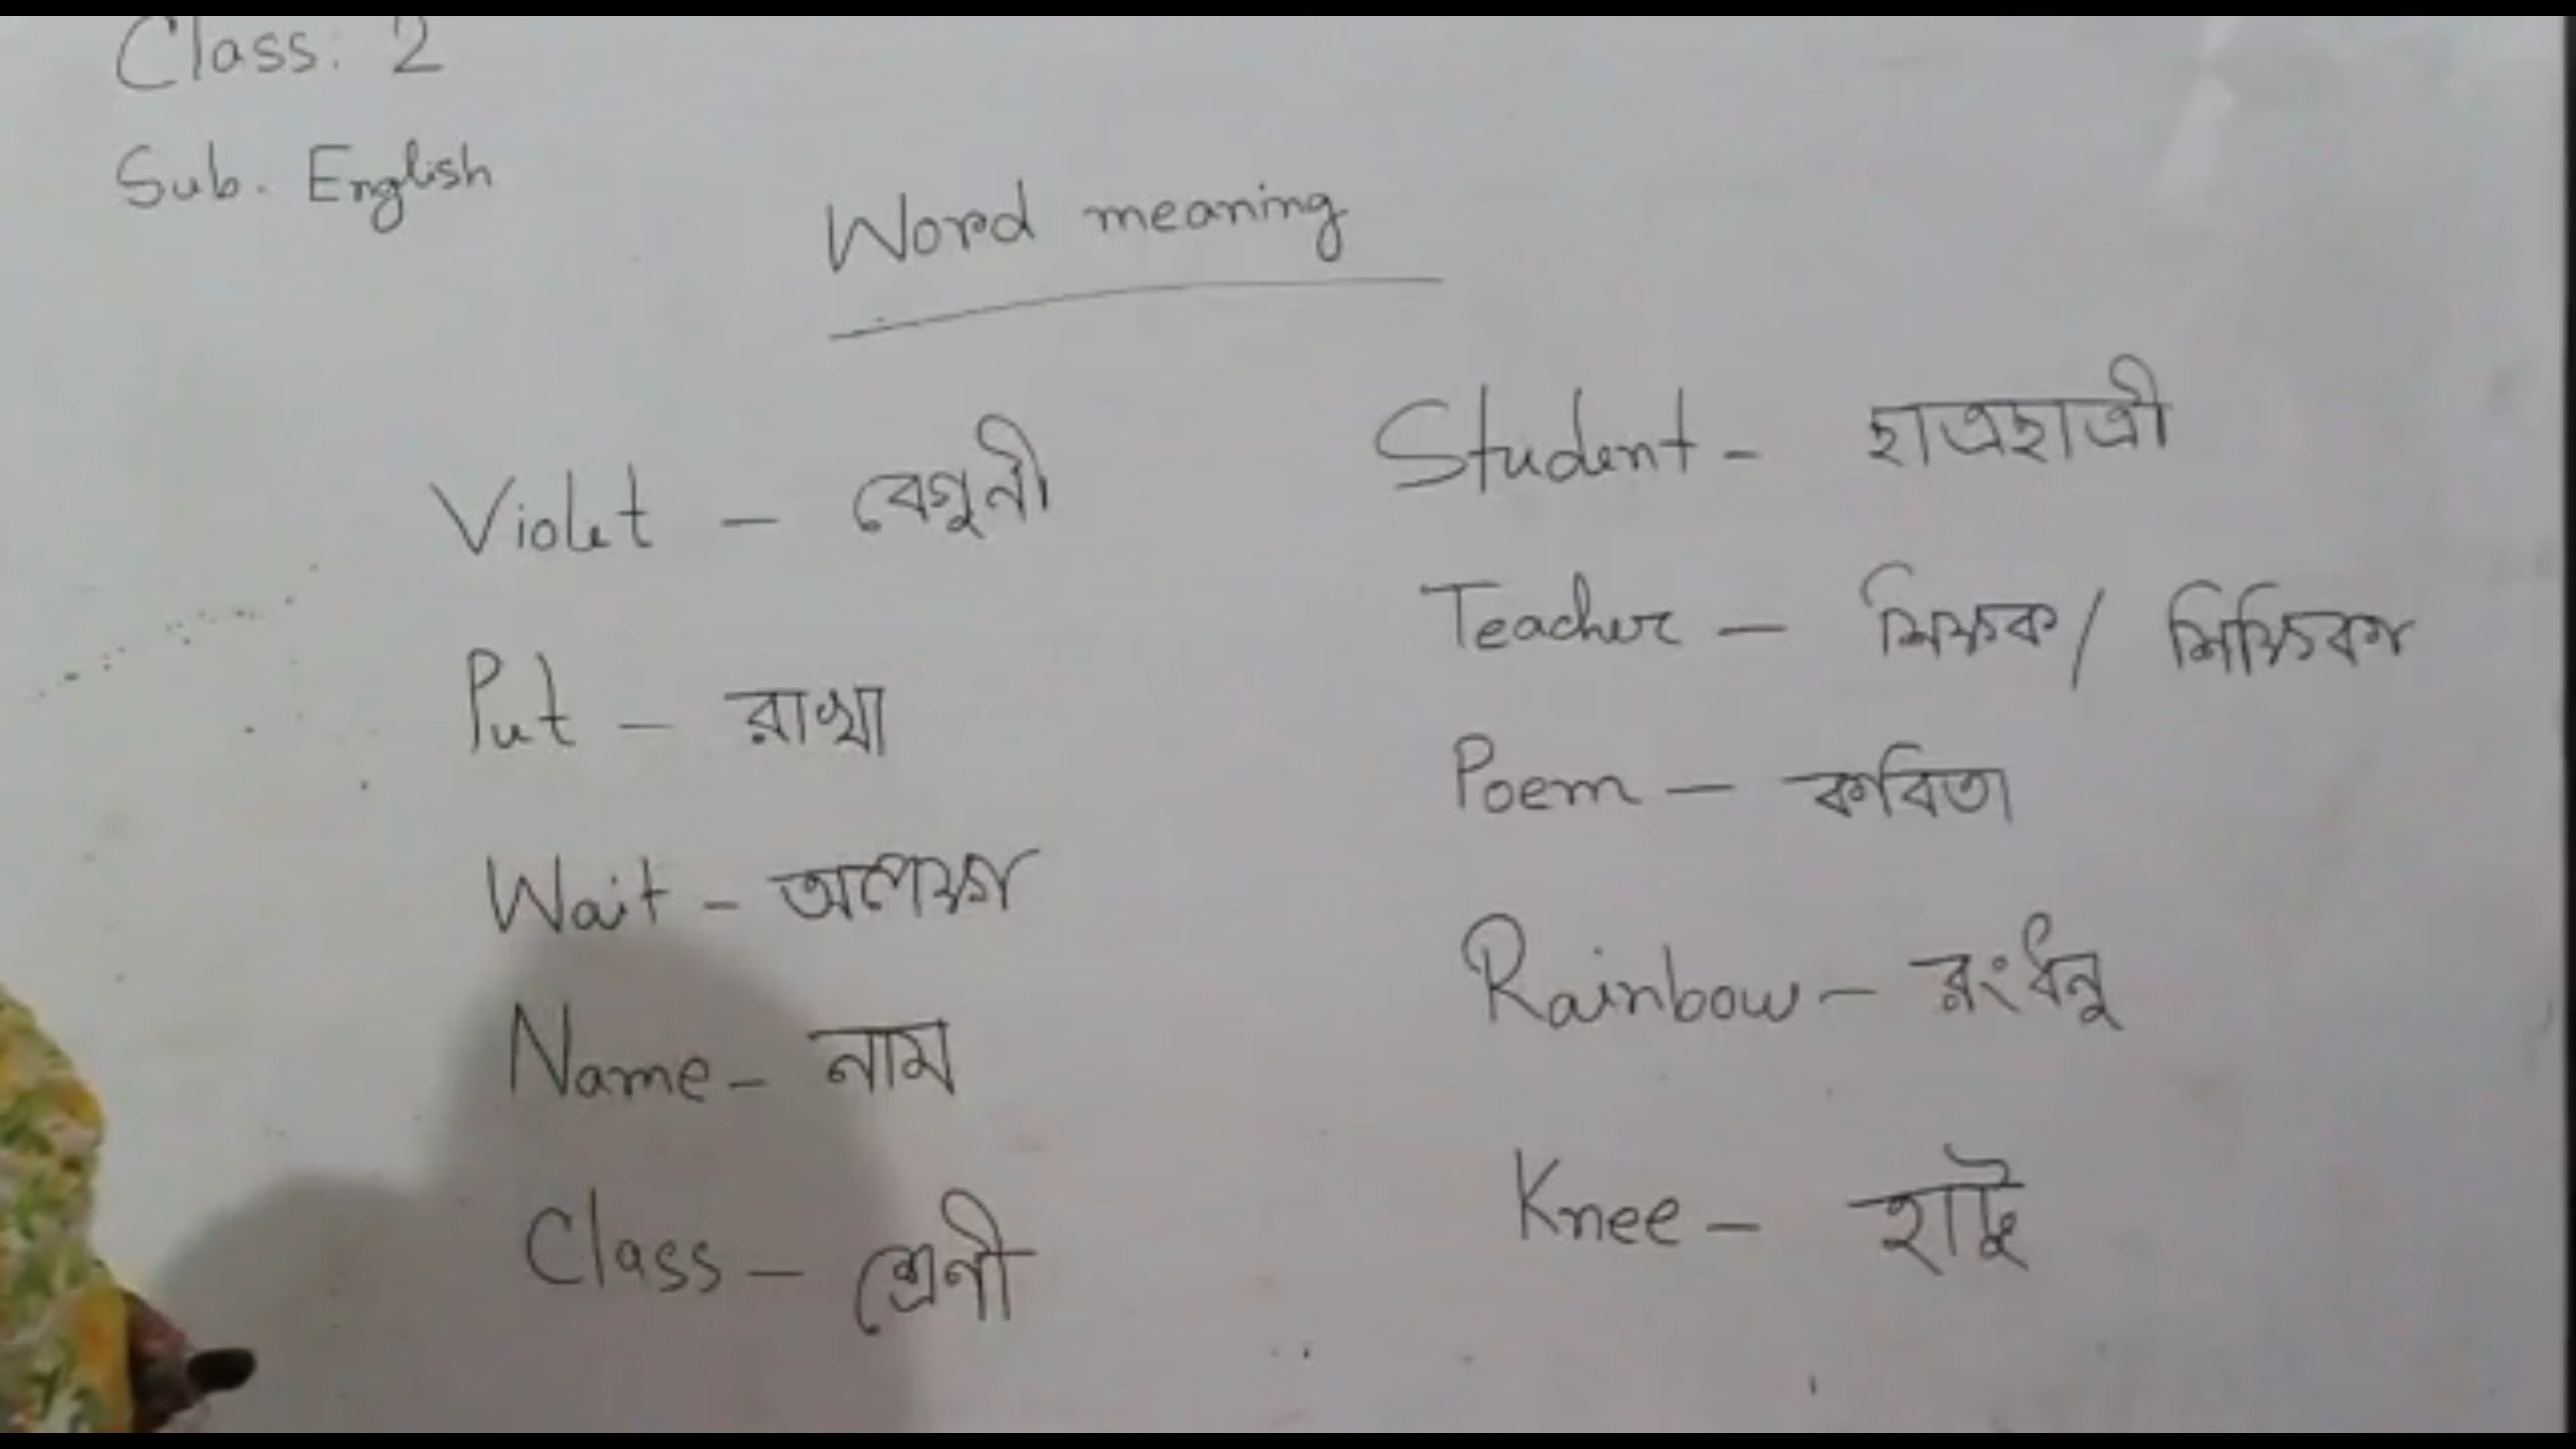 Class: 2
Sub. English
Word meaning
Violet - বেগুনী
Put - রাখা
Wait - অপেক্ষা
Name - নাম
Class - শ্রেনী
Student - ছাত্রছাত্রী
Teacher - শিক্ষক / শিক্ষিকা
Poem - কবিতা
Rainbow - রংধনু
Knee - হাটু